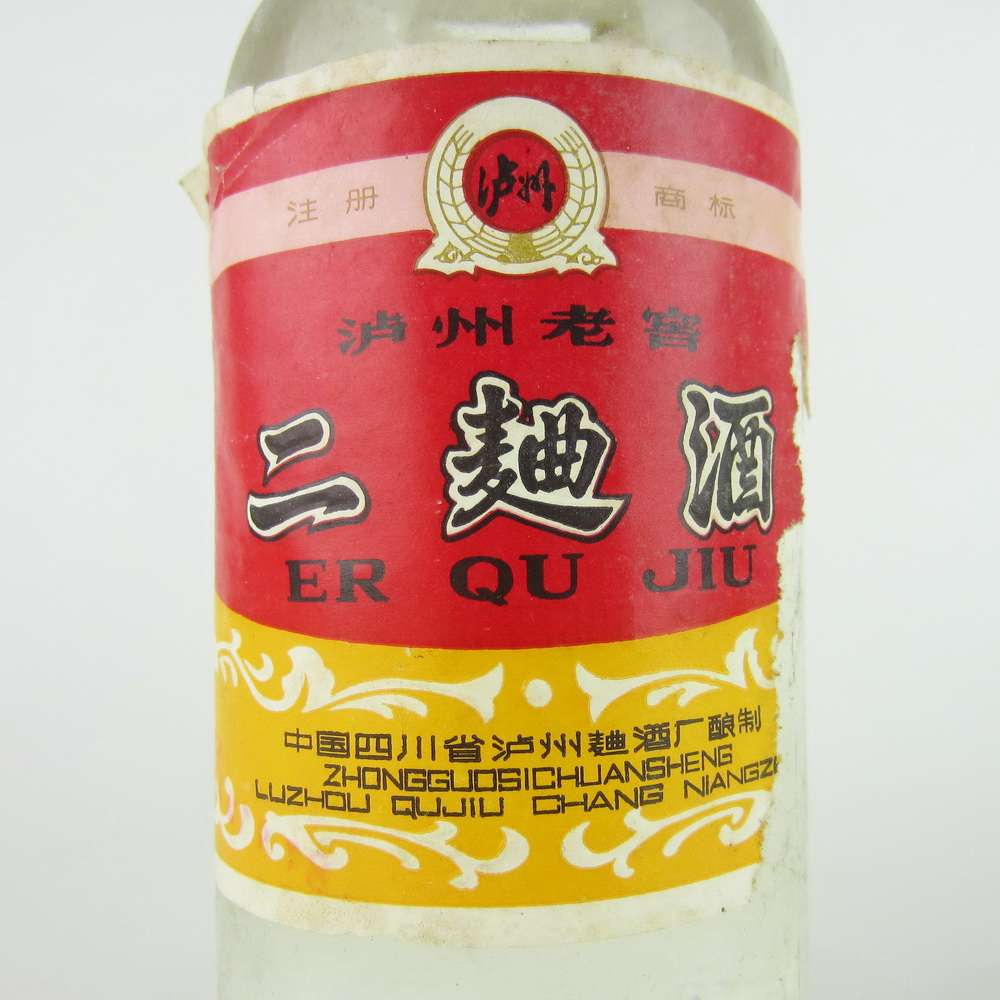 泸州
注册 商标
泸州老窖
二麯酒
ER QU JIU
中国四川省泸州麯酒厂酿制
ZHONGGUOSICHUANSHENG
LUZHOU QUJIU CHANG NIANGZ